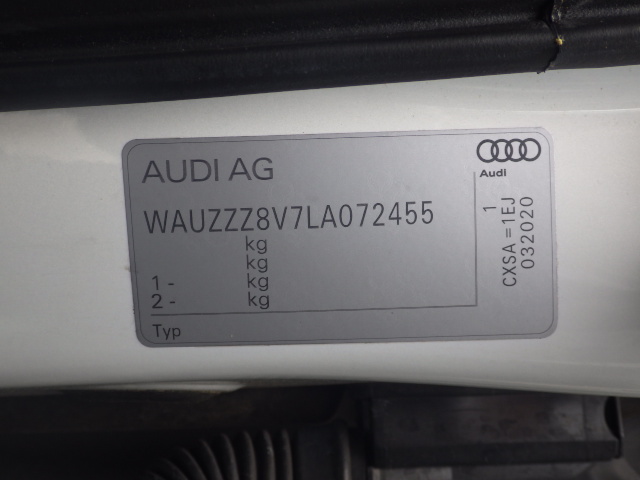 AUDI AG
Audi
WAUZZZ8V7LA072455
kg
kg
1 - kg
2 - kg
Typ
1
CXSA =1EJ
032020